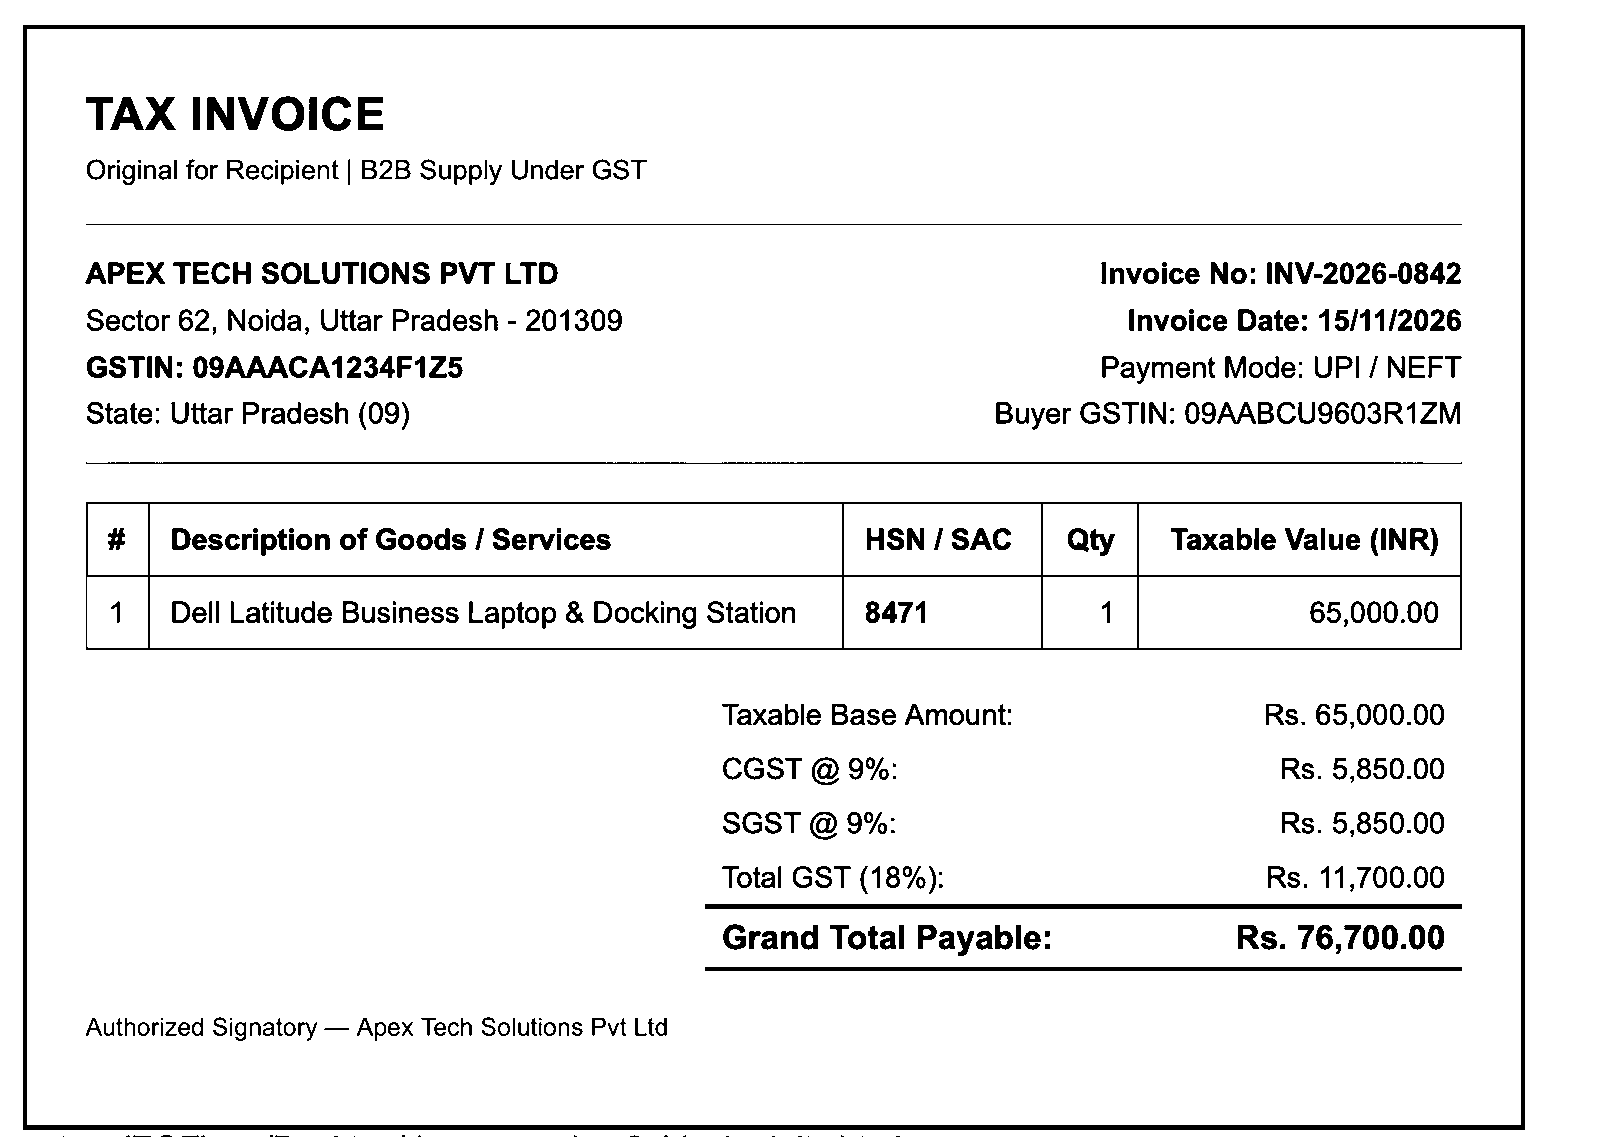 TAX INVOICE
Original for Recipient | B2B Supply Under GST
APEX TECH SOLUTIONS PVT LTD
Sector 62, Noida, Uttar Pradesh - 201309
GSTIN: 09AAACA1234F1Z5
State: Uttar Pradesh (09)
Invoice No: INV-2026-0842
Invoice Date: 15/11/2026
Payment Mode: UPI / NEFT
Buyer GSTIN: 09AABCU9603R1ZM
# Description of Goods / Services HSN / SAC Qty Taxable Value (INR)
1 Dell Latitude Business Laptop & Docking Station 8471 1 65,000.00
Taxable Base Amount: Rs. 65,000.00
CGST @ 9%: Rs. 5,850.00
SGST @ 9%: Rs. 5,850.00
Total GST (18%): Rs. 11,700.00
Grand Total Payable: Rs. 76,700.00
Authorized Signatory — Apex Tech Solutions Pvt Ltd